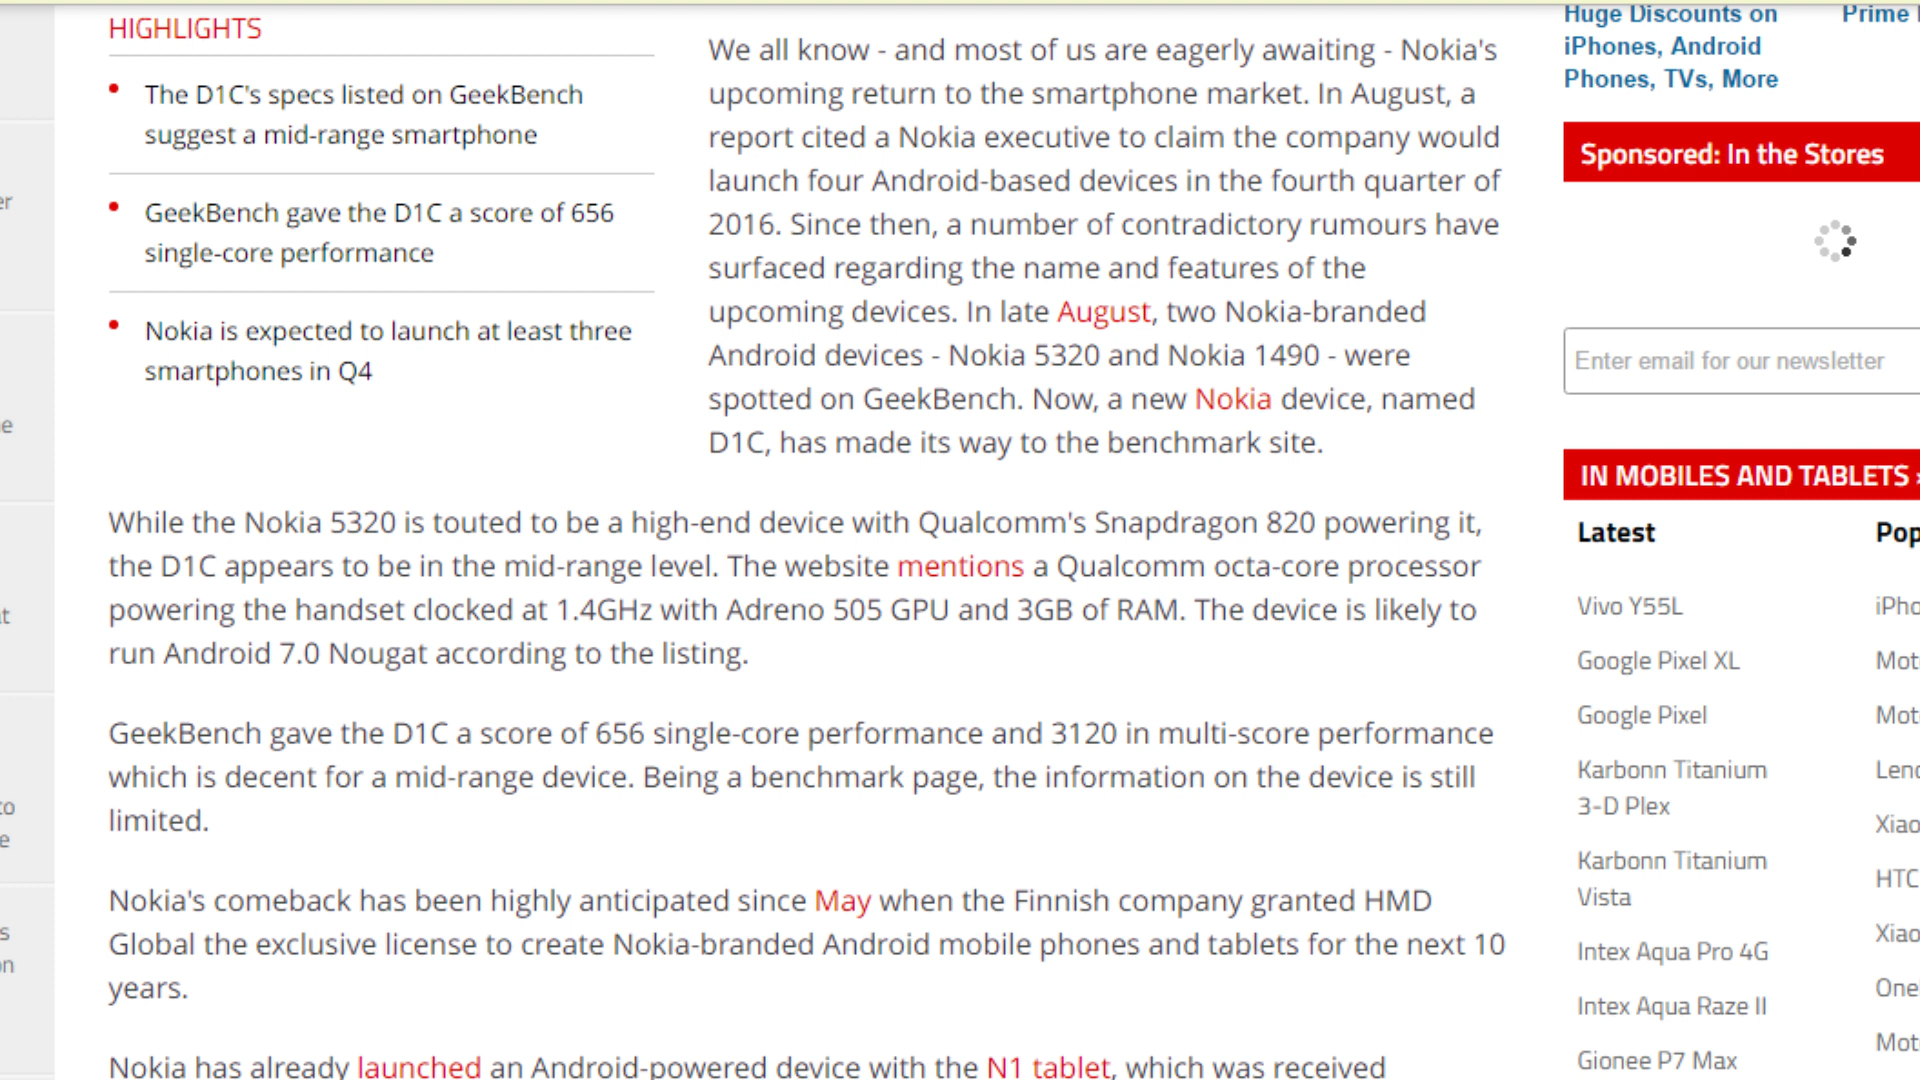 HIGHLIGHTS
The D1C's specs listed on GeekBench
suggest a mid-range smartphone
GeekBench gave the D1C a score of 656
single-core performance
Nokia is expected to launch at least three
smartphones in Q4
We all know - and most of us are eagerly awaiting - Nokia's
upcoming return to the smartphone market. In August, a
report cited a Nokia executive to claim the company would
launch four Android-based devices in the fourth quarter of
2016. Since then, a number of contradictory rumours have
surfaced regarding the name and features of the
upcoming devices. In late August, two Nokia-branded
Android devices - Nokia 5320 and Nokia 1490 - were
spotted on GeekBench. Now, a new Nokia device, named
D1C, has made its way to the benchmark site.
While the Nokia 5320 is touted to be a high-end device with Qualcomm's Snapdragon 820 powering it,
the D1C appears to be in the mid-range level. The website mentions a Qualcomm octa-core processor
powering the handset clocked at 1.4GHz with Adreno 505 GPU and 3GB of RAM. The device is likely to
run Android 7.0 Nougat according to the listing.
GeekBench gave the D1C a score of 656 single-core performance and 3120 in multi-score performance
which is decent for a mid-range device. Being a benchmark page, the information on the device is still
limited.
Nokia's comeback has been highly anticipated since May when the Finnish company granted HMD
Global the exclusive license to create Nokia-branded Android mobile phones and tablets for the next 10
years.
Nokia has already launched an Android-powered device with the N1 tablet, which was received
Huge Discounts on
iPhones, Android
Phones, TVs, More
Prime
Sponsored: In the Stores
Enter email for our newsletter
IN MOBILES AND TABLETS
Latest
Vivo Y55L
Google Pixel XL
Google Pixel
Karbonn Titanium
3-D Plex
Karbonn Titanium
Vista
Intex Aqua Pro 4G
Intex Aqua Raze II
Gionee P7 Max
HTC